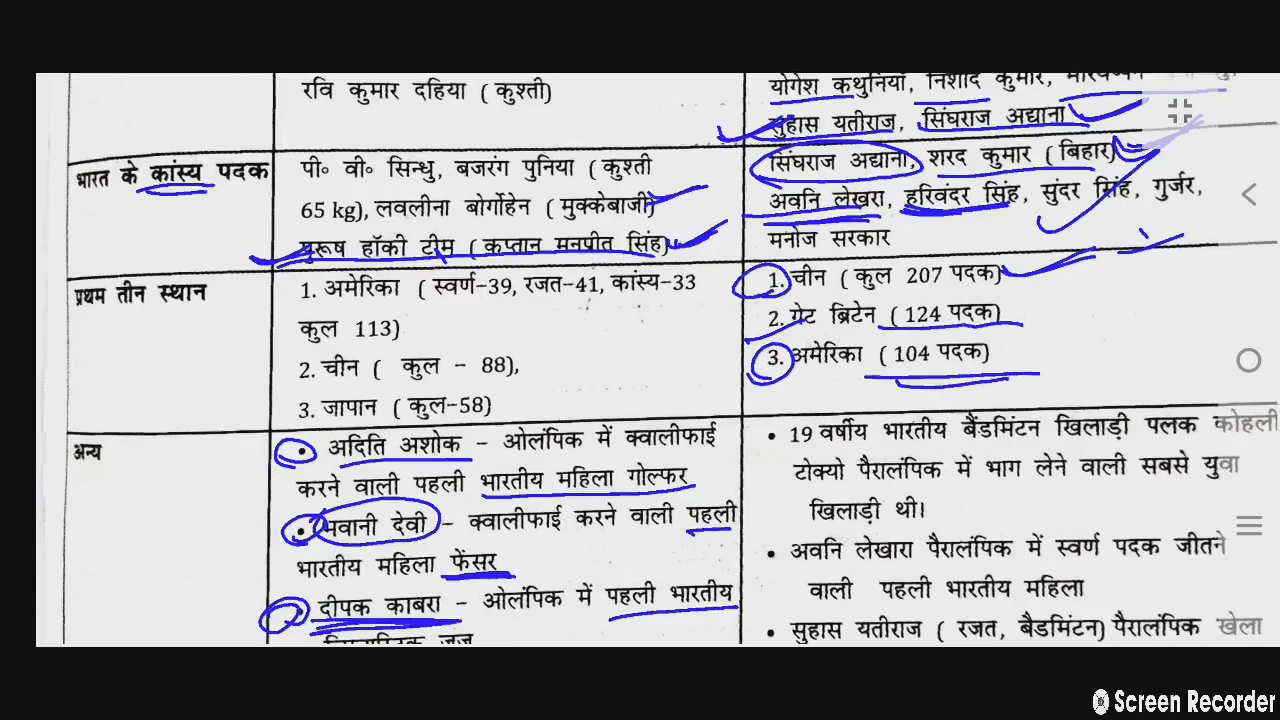 रवि कुमार दहिया ( कुश्ती)
योगेश कथुनियाँ, निशाद कुमार,
सुहास यतीराज, सिंघराज अद्याना
भारत के कांस्य पदक
पी॰ वी॰ सिन्धु, बजरंग पुनिया ( कुश्ती
65 kg), लवलीना बोर्गोहेन ( मुक्केबाजी)
पुरूष हॉकी टीम ( कप्तान मनप्रीत सिंह)
सिंघराज अद्याना, शरद कुमार ( बिहार)
अवनि लेखरा, हरिवंदर सिंह, सुंदर सिंह, गुर्जर,
मनोज सरकार
प्रथम तीन स्थान
1. अमेरिका ( स्वर्ण-39, रजत-41, कांस्य-33
कुल 113)
2. चीन ( कुल - 88),
3. जापान ( कुल-58)
1. चीन ( कुल 207 पदक)
2. ग्रेट ब्रिटेन ( 124 पदक)
3. अमेरिका ( 104 पदक)
अन्य
• अदिति अशोक - ओलंपिक में क्वालीफाई
करने वाली पहली भारतीय महिला गोल्फर
• भवानी देवी - क्वालीफाई करने वाली पहली
भारतीय महिला फेंसर
• दीपक काबरा - ओलंपिक में पहली भारतीय
• 19 वर्षीय भारतीय बैंडमिंटन खिलाड़ी पलक कोहली
टोक्यो पैरालंपिक में भाग लेने वाली सबसे युवा
खिलाड़ी थी।
• अवनि लेखारा पैरालंपिक में स्वर्ण पदक जीतने
वाली पहली भारतीय महिला
• सुहास यतीराज ( रजत, बैडमिंटन) पैरालंपिक खेला
Screen Recorder